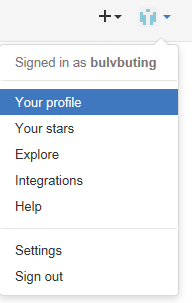 Signed in as bulvbuting
Your profile
Your stars
Explore
Integrations
Help
Settings
Sign out